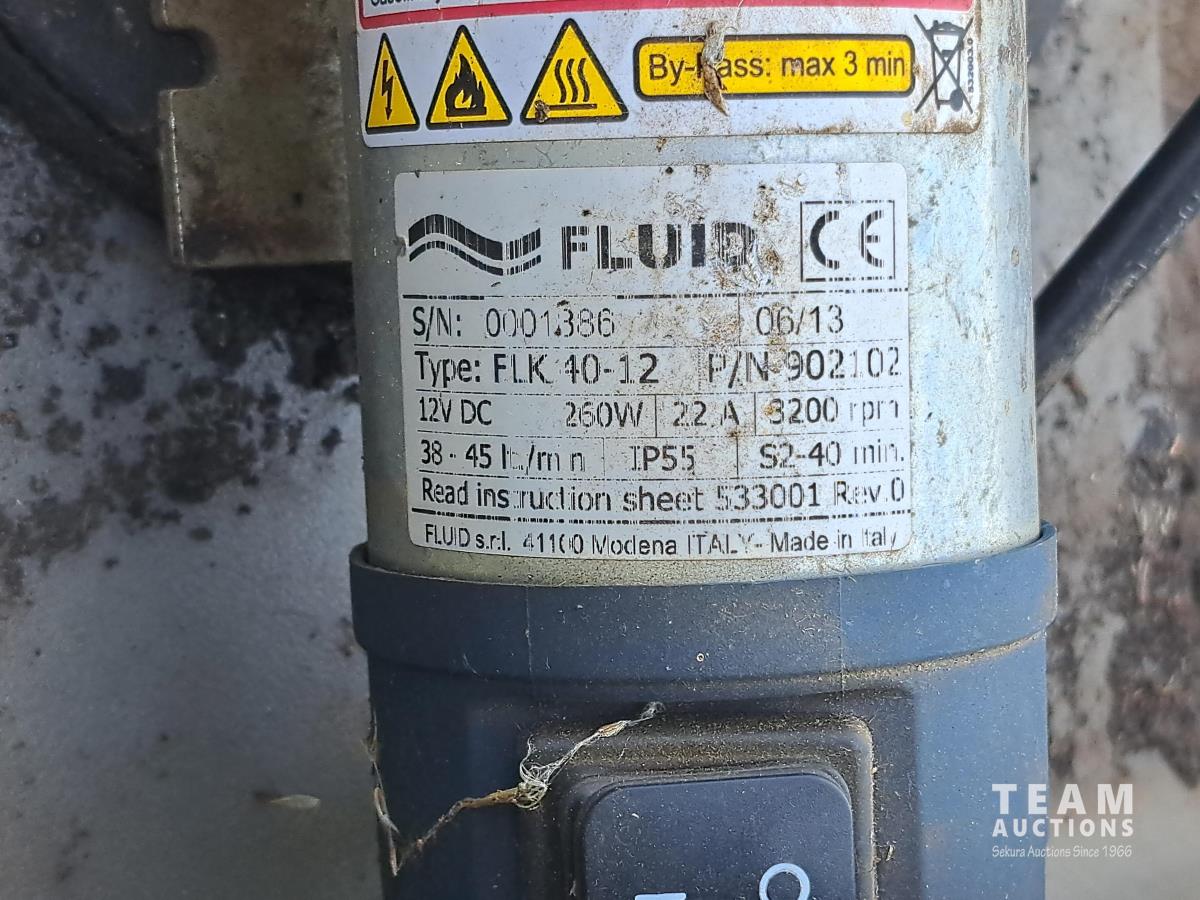 By-Pass: max 3 min
532003.0
FLUID CE
S/N: 0001386 06/13
Type: FLK 40-12 P/N 902102
12V DC 260W 22 A 3200 rpm
38 - 45 lt/min IP55 S2-40 min.
Read instruction sheet 533001 Rev.0
FLUID s.r.l. 41100 Modena ITALY - Made in Italy
TEAM
AUCTIONS
Sekura Auctions Since 1966